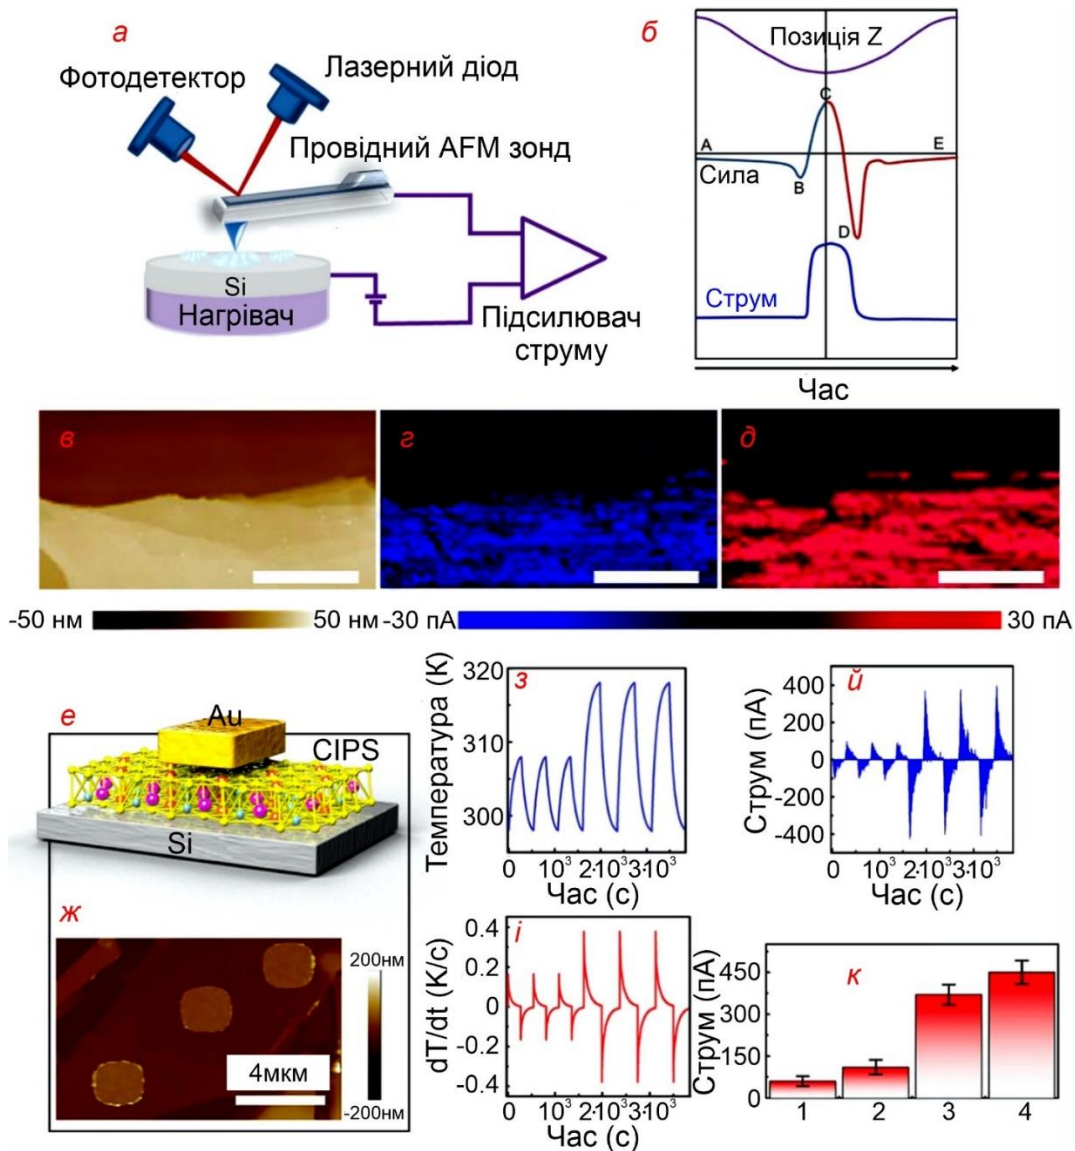 а
Фотодетектор
Лазерний діод
Провідний AFM зонд
Si
Нагрівач
Підсилювач
струму
б
Позиція Z
C
A
E
Сила
B
D
Струм
Час
в
г
д
-50 нм
50 нм
-30 пА
30 пА
е
Au
CIPS
Si
ж
200нм
4мкм
-200нм
з
Температура (К)
320
310
300
0
10³
2·10³
3·10³
Час (с)
й
Струм (пА)
400
200
0
-200
-400
0
10³
2·10³
3·10³
Час (с)
і
dT/dt (К/с)
0.4
0.2
0
-0.2
-0.4
0
10³
2·10³
3·10³
Час (с)
к
Струм (пА)
450
300
150
0
1
2
3
4